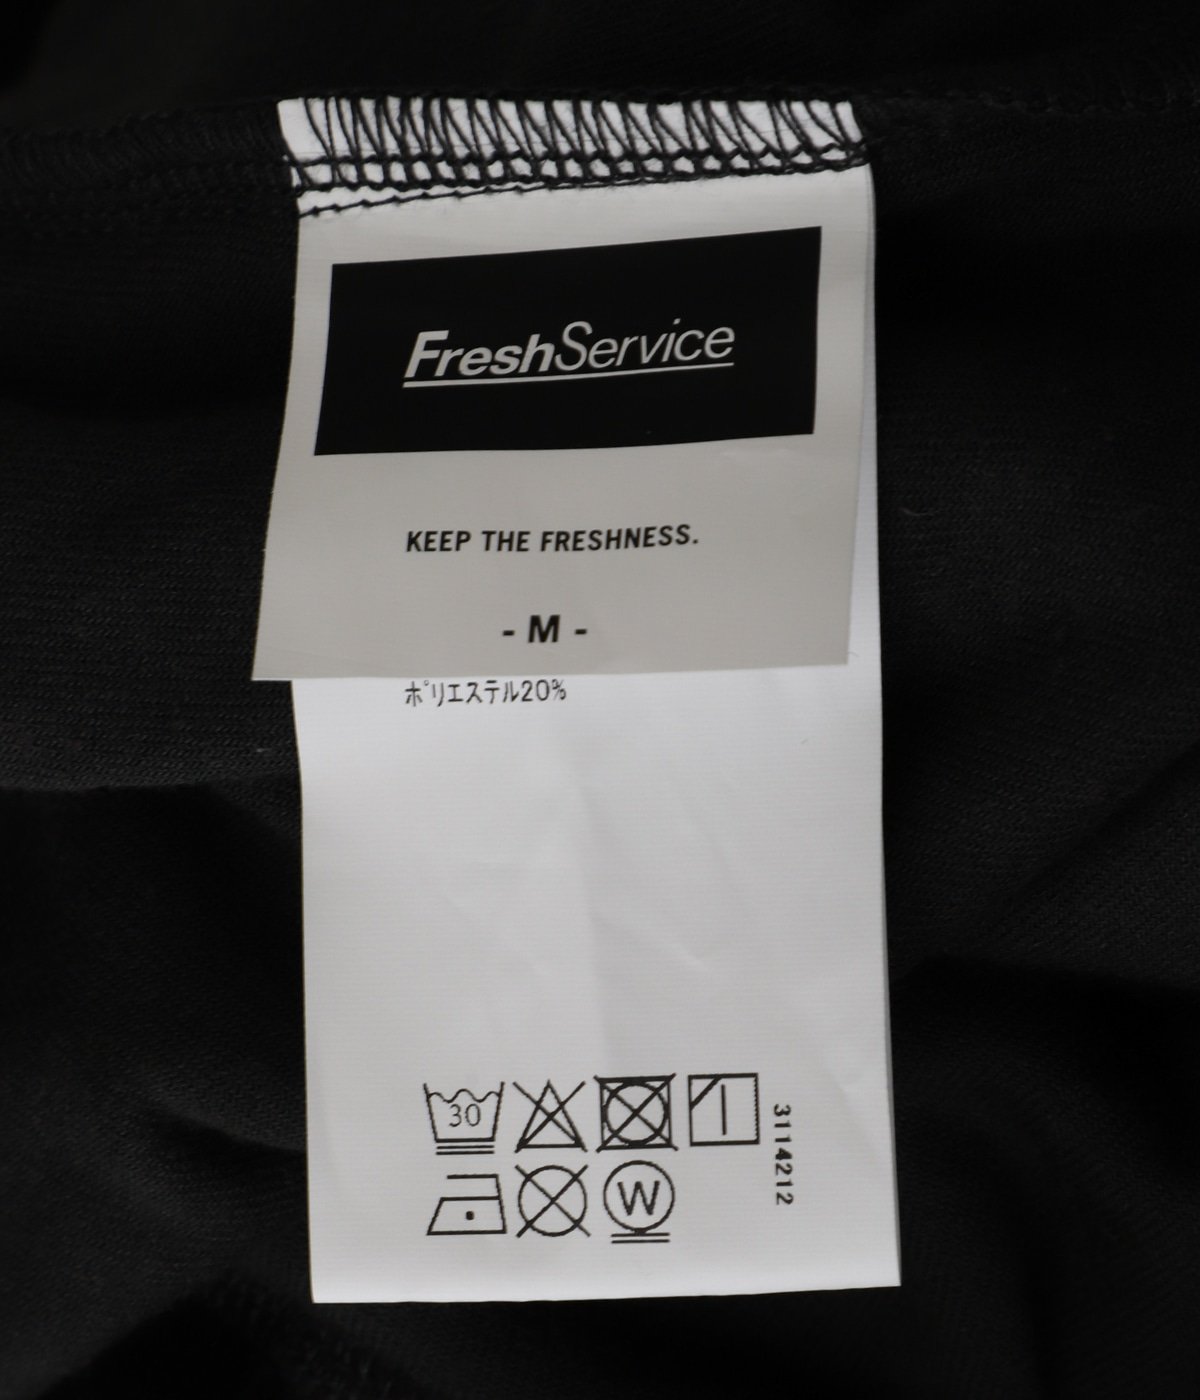 FreshService
KEEP THE FRESHNESS.
- M -
ポリエステル20%
30
W
3114212